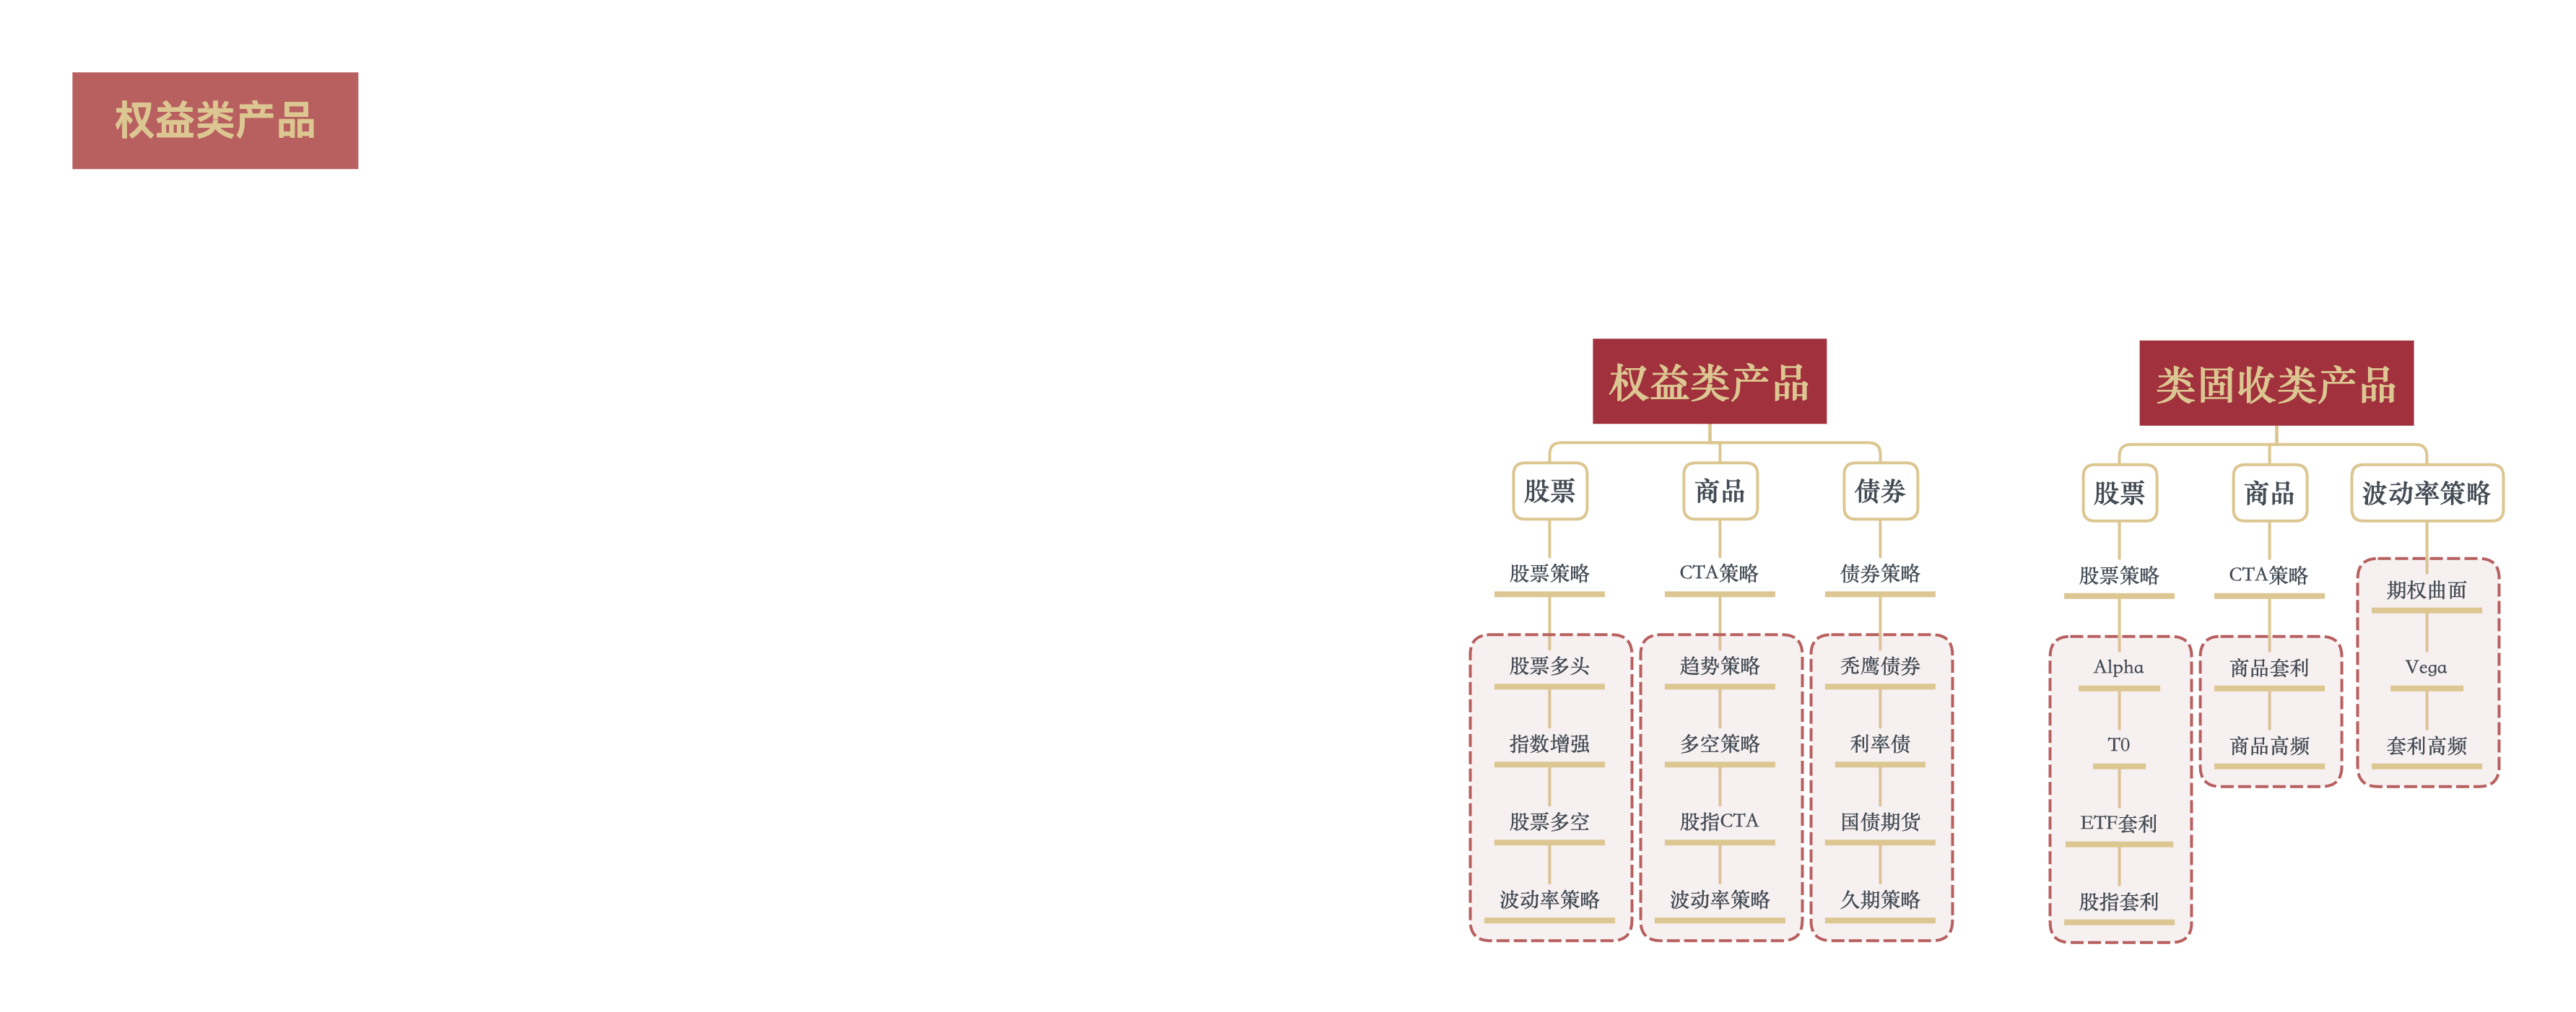 权益类产品
权益类产品
股票
股票策略
股票多头
指数增强
股票多空
波动率策略
商品
CTA策略
趋势策略
多空策略
股指CTA
波动率策略
债券
债券策略
秃鹰债券
利率债
国债期货
久期策略
类固收类产品
股票
股票策略
Alpha
T0
ETF套利
股指套利
商品
CTA策略
商品套利
商品高频
波动率策略
期权曲面
Vega
套利高频